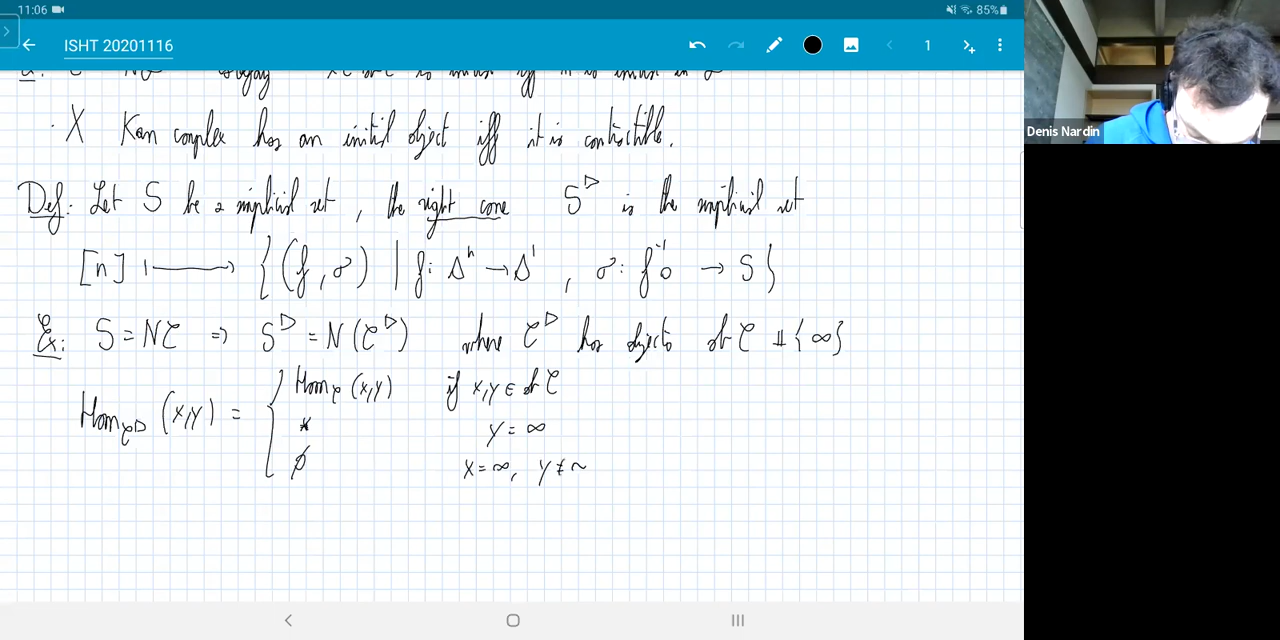 11:06
85%
ISHT 20201116
1
Denis Nardin
· X Kan complex has an initial object iff it is contractible.
Def: Let S be a simplicial set, the right cone S^▷ is the simplicial set
[n] ↦ { (f, σ) | f: Δ^n → Δ^1, σ: f^{-1}0 → S }
Ex: S = N𝒞 ⇒ S^▷ = N(𝒞^▷) where 𝒞^▷ has objects ob 𝒞 ⨿ {∞}
Hom_{𝒞^▷}(x,y) = { Hom_𝒞(x,y) if x,y ∈ ob 𝒞
* y = ∞
∅ x = ∞, y ≠ ∞